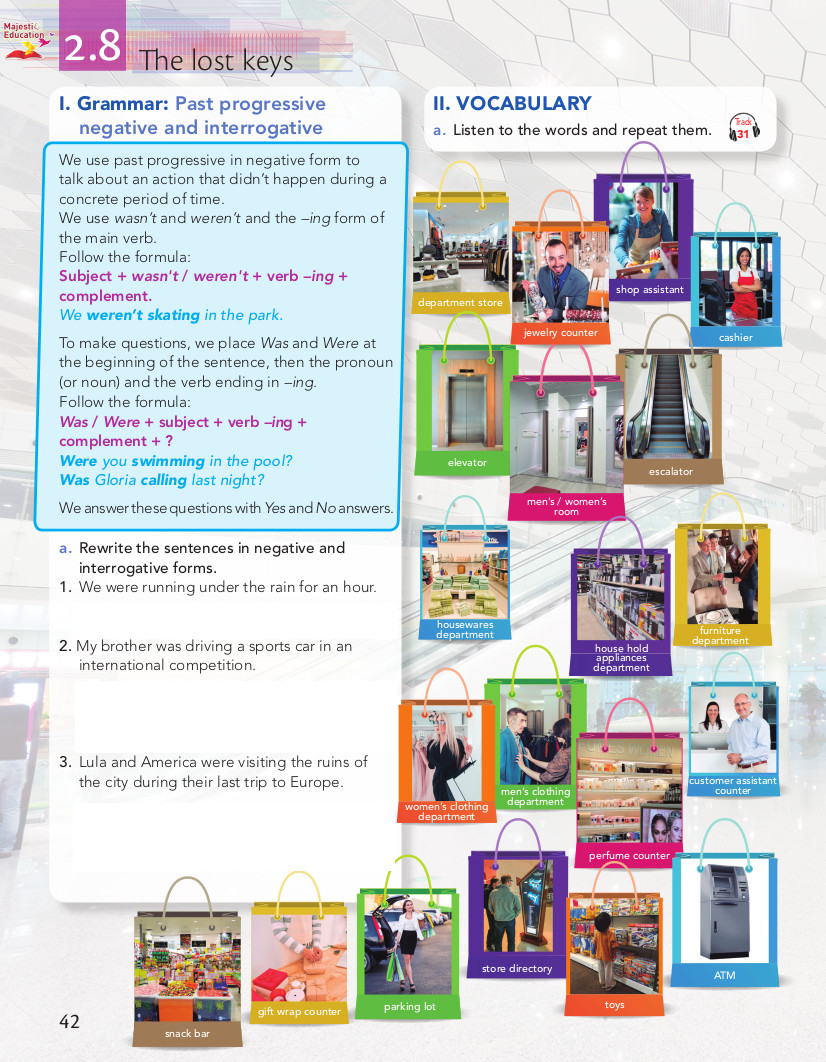 Majestic
Education
2.8
The lost keys
I. Grammar: Past progressive
negative and interrogative
We use past progressive in negative form to
talk about an action that didn't happen during a
concrete period of time.
We use wasn't and weren't and the –ing form of
the main verb.
Follow the formula:
Subject + wasn't / weren't + verb –ing +
complement.
We weren't skating in the park.
To make questions, we place Was and Were at
the beginning of the sentence, then the pronoun
(or noun) and the verb ending in –ing.
Follow the formula:
Was / Were + subject + verb –ing +
complement + ?
Were you swimming in the pool?
Was Gloria calling last night?
We answer these questions with Yes and No answers.
a. Rewrite the sentences in negative and
interrogative forms.
1. We were running under the rain for an hour.
2. My brother was driving a sports car in an
international competition.
3. Lula and America were visiting the ruins of
the city during their last trip to Europe.
II. VOCABULARY
a. Listen to the words and repeat them.
Track
31
department store
jewelry counter
shop assistant
cashier
elevator
men's / women's
room
escalator
housewares
department
house hold
appliances
department
furniture
department
women's clothing
department
men's clothing
department
perfume counter
customer assistant
counter
snack bar
gift wrap counter
parking lot
store directory
toys
ATM
42